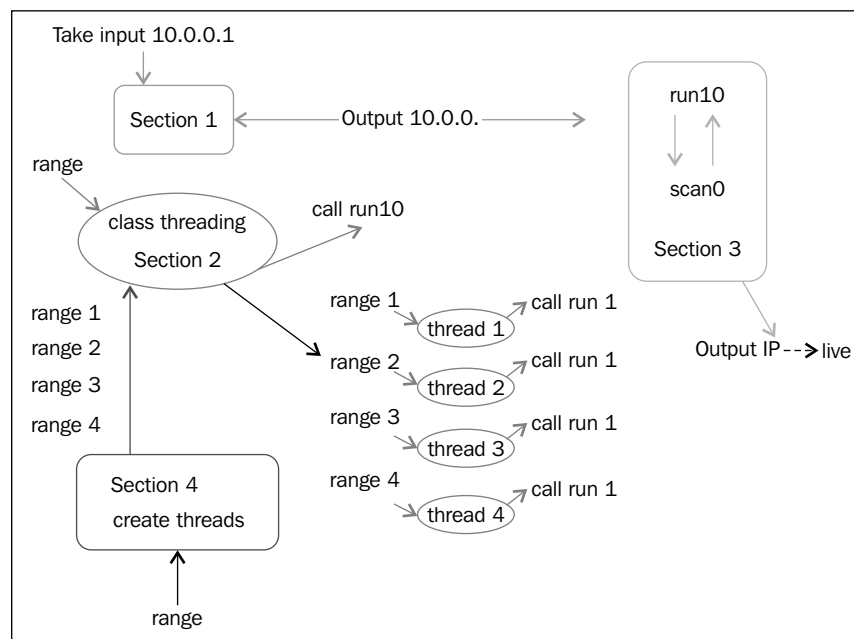 Take input 10.0.0.1
Section 1
Output 10.0.0.
run10
scan0
Section 3
Output IP
live
range
class threading
Section 2
call run10
range 1
range 2
range 3
range 4
Section 4
create threads
range
range 1
thread 1
call run 1
range 2
thread 2
call run 1
range 3
thread 3
call run 1
range 4
thread 4
call run 1